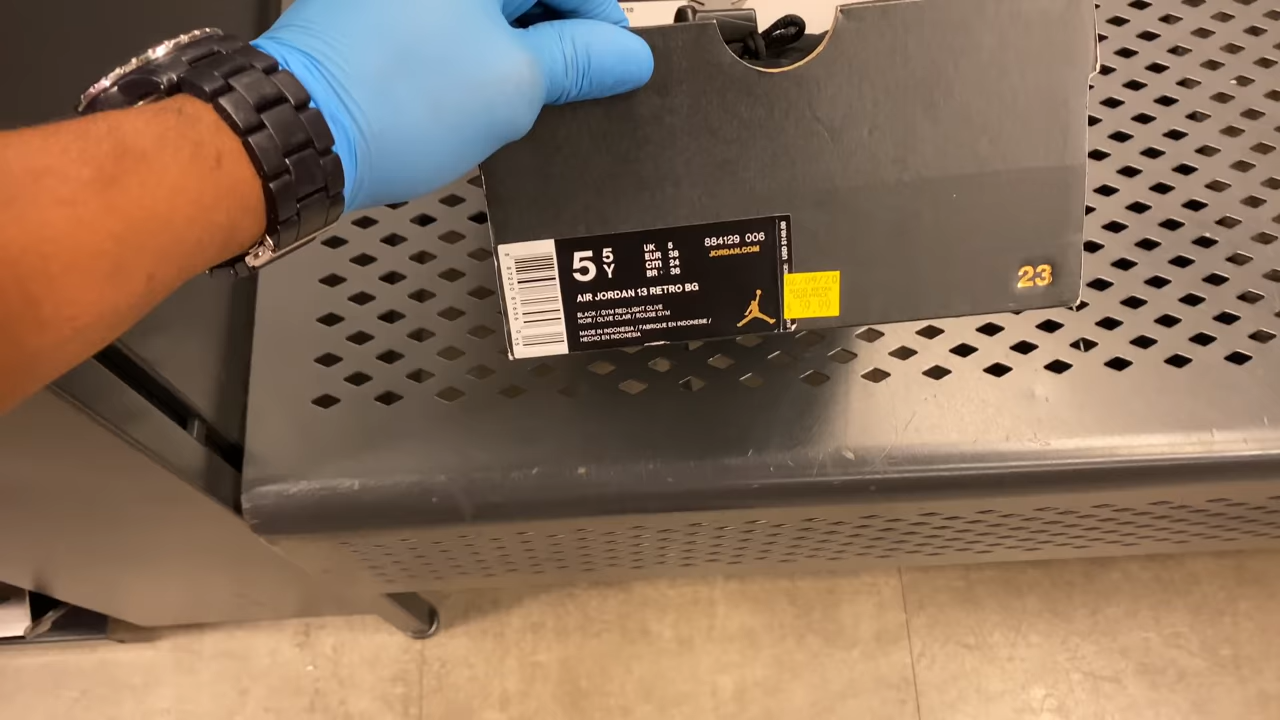 110
5
5
Y
UK 5
EUR 38
cm 24
BR 36
884129 006
JORDAN.COM
AIR JORDAN 13 RETRO BG
BLACK / GYM RED-LIGHT OLIVE
NOIR / OLIVE CLAIR / ROUGE GYM
MADE IN INDONESIA / FABRIQUE EN INDONESIE /
HECHO EN INDONESIA
23